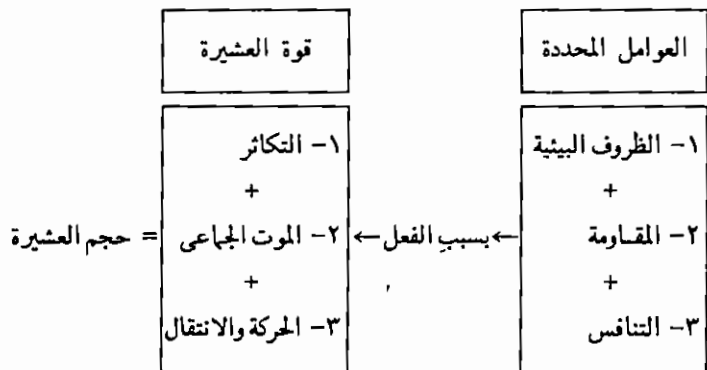 العوامل المحددة
قوة العشيرة
١- الظروف البيئية
+
٢- المقاومة
+
٣- التنافس
←بسببِ الفعل←
١- التكاثر
+
٢- الموت الجماعى
+
٣- الحركة والانتقال
= حجم العشيرة